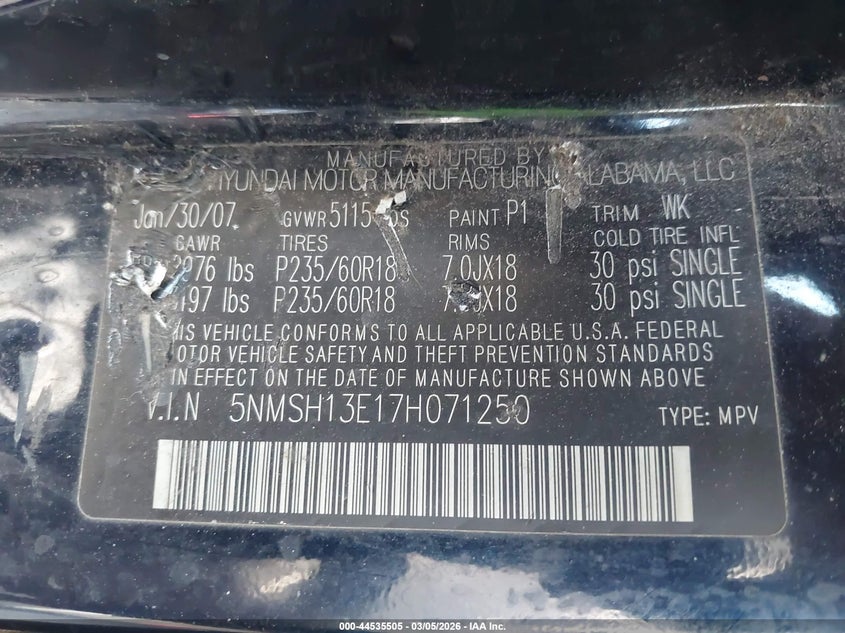 MANUFACTURED BY
HYUNDAI MOTOR MANUFACTURING ALABAMA, LLC
Jan/30/07 GVWR 5115 lbs PAINT P1 TRIM WK
GAWR TIRES RIMS COLD TIRE INFL
lbs P235/60R18 7.0JX18 30 psi SINGLE
lbs P235/60R18 30 psi SINGLE
THIS VEHICLE CONFORMS TO ALL APPLICABLE U.S.A. FEDERAL
MOTOR VEHICLE SAFETY AND THEFT PREVENTION STANDARDS
IN EFFECT ON THE DATE OF MANUFACTURE SHOWN ABOVE
V.I.N 5NMSH13E17H071250 TYPE: MPV
000-44535505 — 03/05/2026 — IAA Inc.